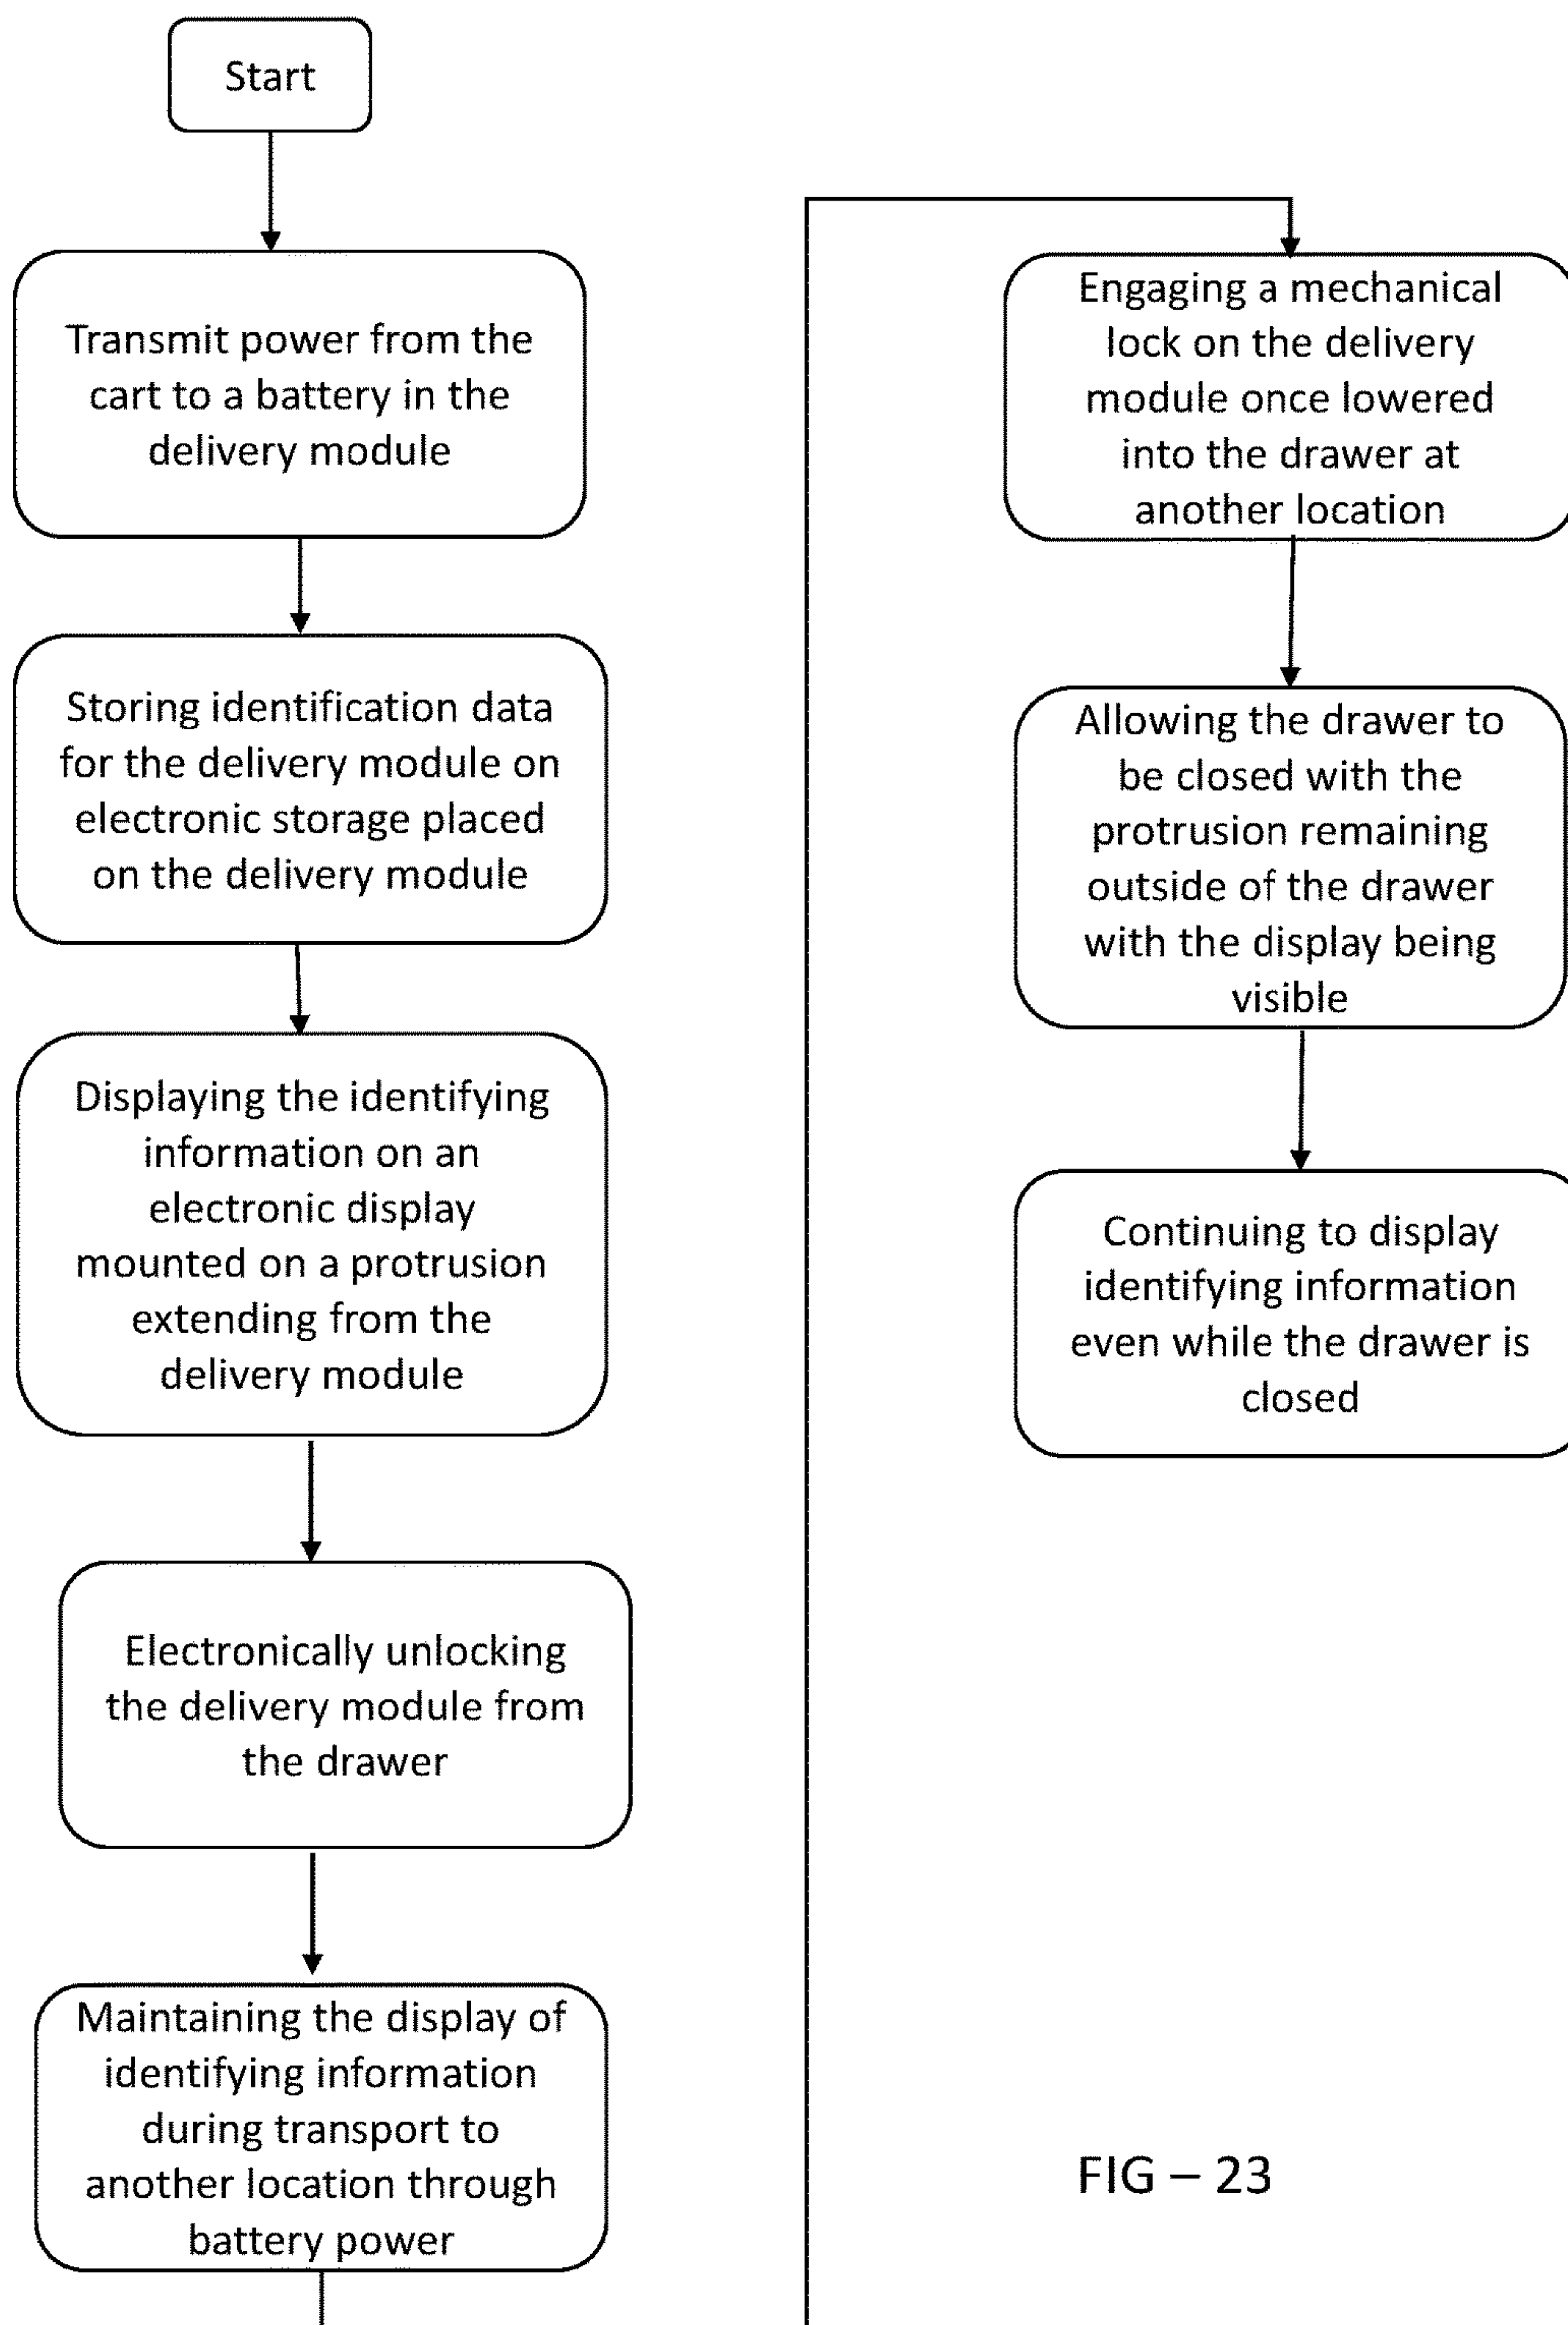 Start
Transmit power from the
cart to a battery in the
delivery module
Storing identification data
for the delivery module on
electronic storage placed
on the delivery module
Displaying the identifying
information on an
electronic display
mounted on a protrusion
extending from the
delivery module
Electronically unlocking
the delivery module from
the drawer
Maintaining the display of
identifying information
during transport to
another location through
battery power
Engaging a mechanical
lock on the delivery
module once lowered
into the drawer at
another location
Allowing the drawer to
be closed with the
protrusion remaining
outside of the drawer
with the display being
visible
Continuing to display
identifying information
even while the drawer is
closed
FIG – 23